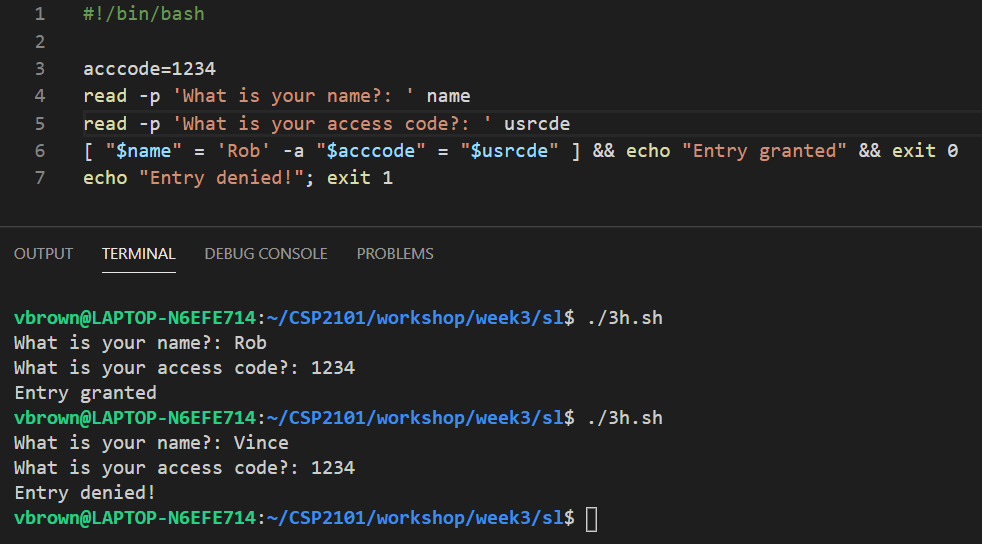 1 #!/bin/bash
2
3 acccode=1234
4 read -p 'What is your name?: ' name
5 read -p 'What is your access code?: ' usrcde
6 [ "$name" = 'Rob' -a "$acccode" = "$usrcde" ] && echo "Entry granted" && exit 0
7 echo "Entry denied!"; exit 1
OUTPUT TERMINAL DEBUG CONSOLE PROBLEMS
vbrown@LAPTOP-N6EFE714:~/CSP2101/workshop/week3/sl$ ./3h.sh
What is your name?: Rob
What is your access code?: 1234
Entry granted
vbrown@LAPTOP-N6EFE714:~/CSP2101/workshop/week3/sl$ ./3h.sh
What is your name?: Vince
What is your access code?: 1234
Entry denied!
vbrown@LAPTOP-N6EFE714:~/CSP2101/workshop/week3/sl$